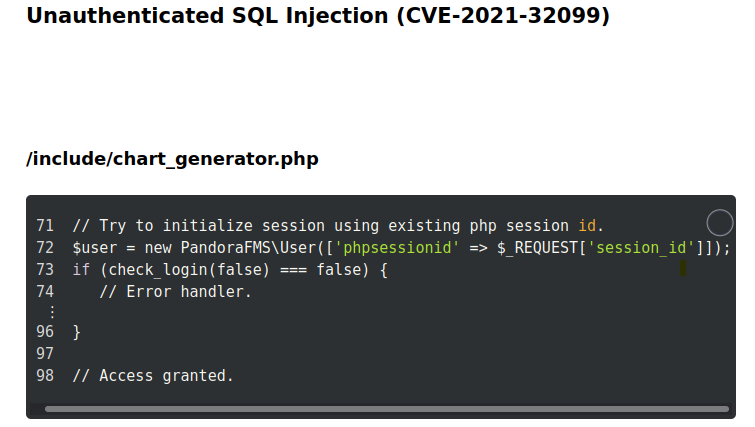 Unauthenticated SQL Injection (CVE-2021-32099)
/include/chart_generator.php
71 // Try to initialize session using existing php session id.
72 $user = new PandoraFMS\User(['phpsessionid' => $_REQUEST['session_id']]);
73 if (check_login(false) === false) {
74    // Error handler.
⋮
96 }
97
98 // Access granted.